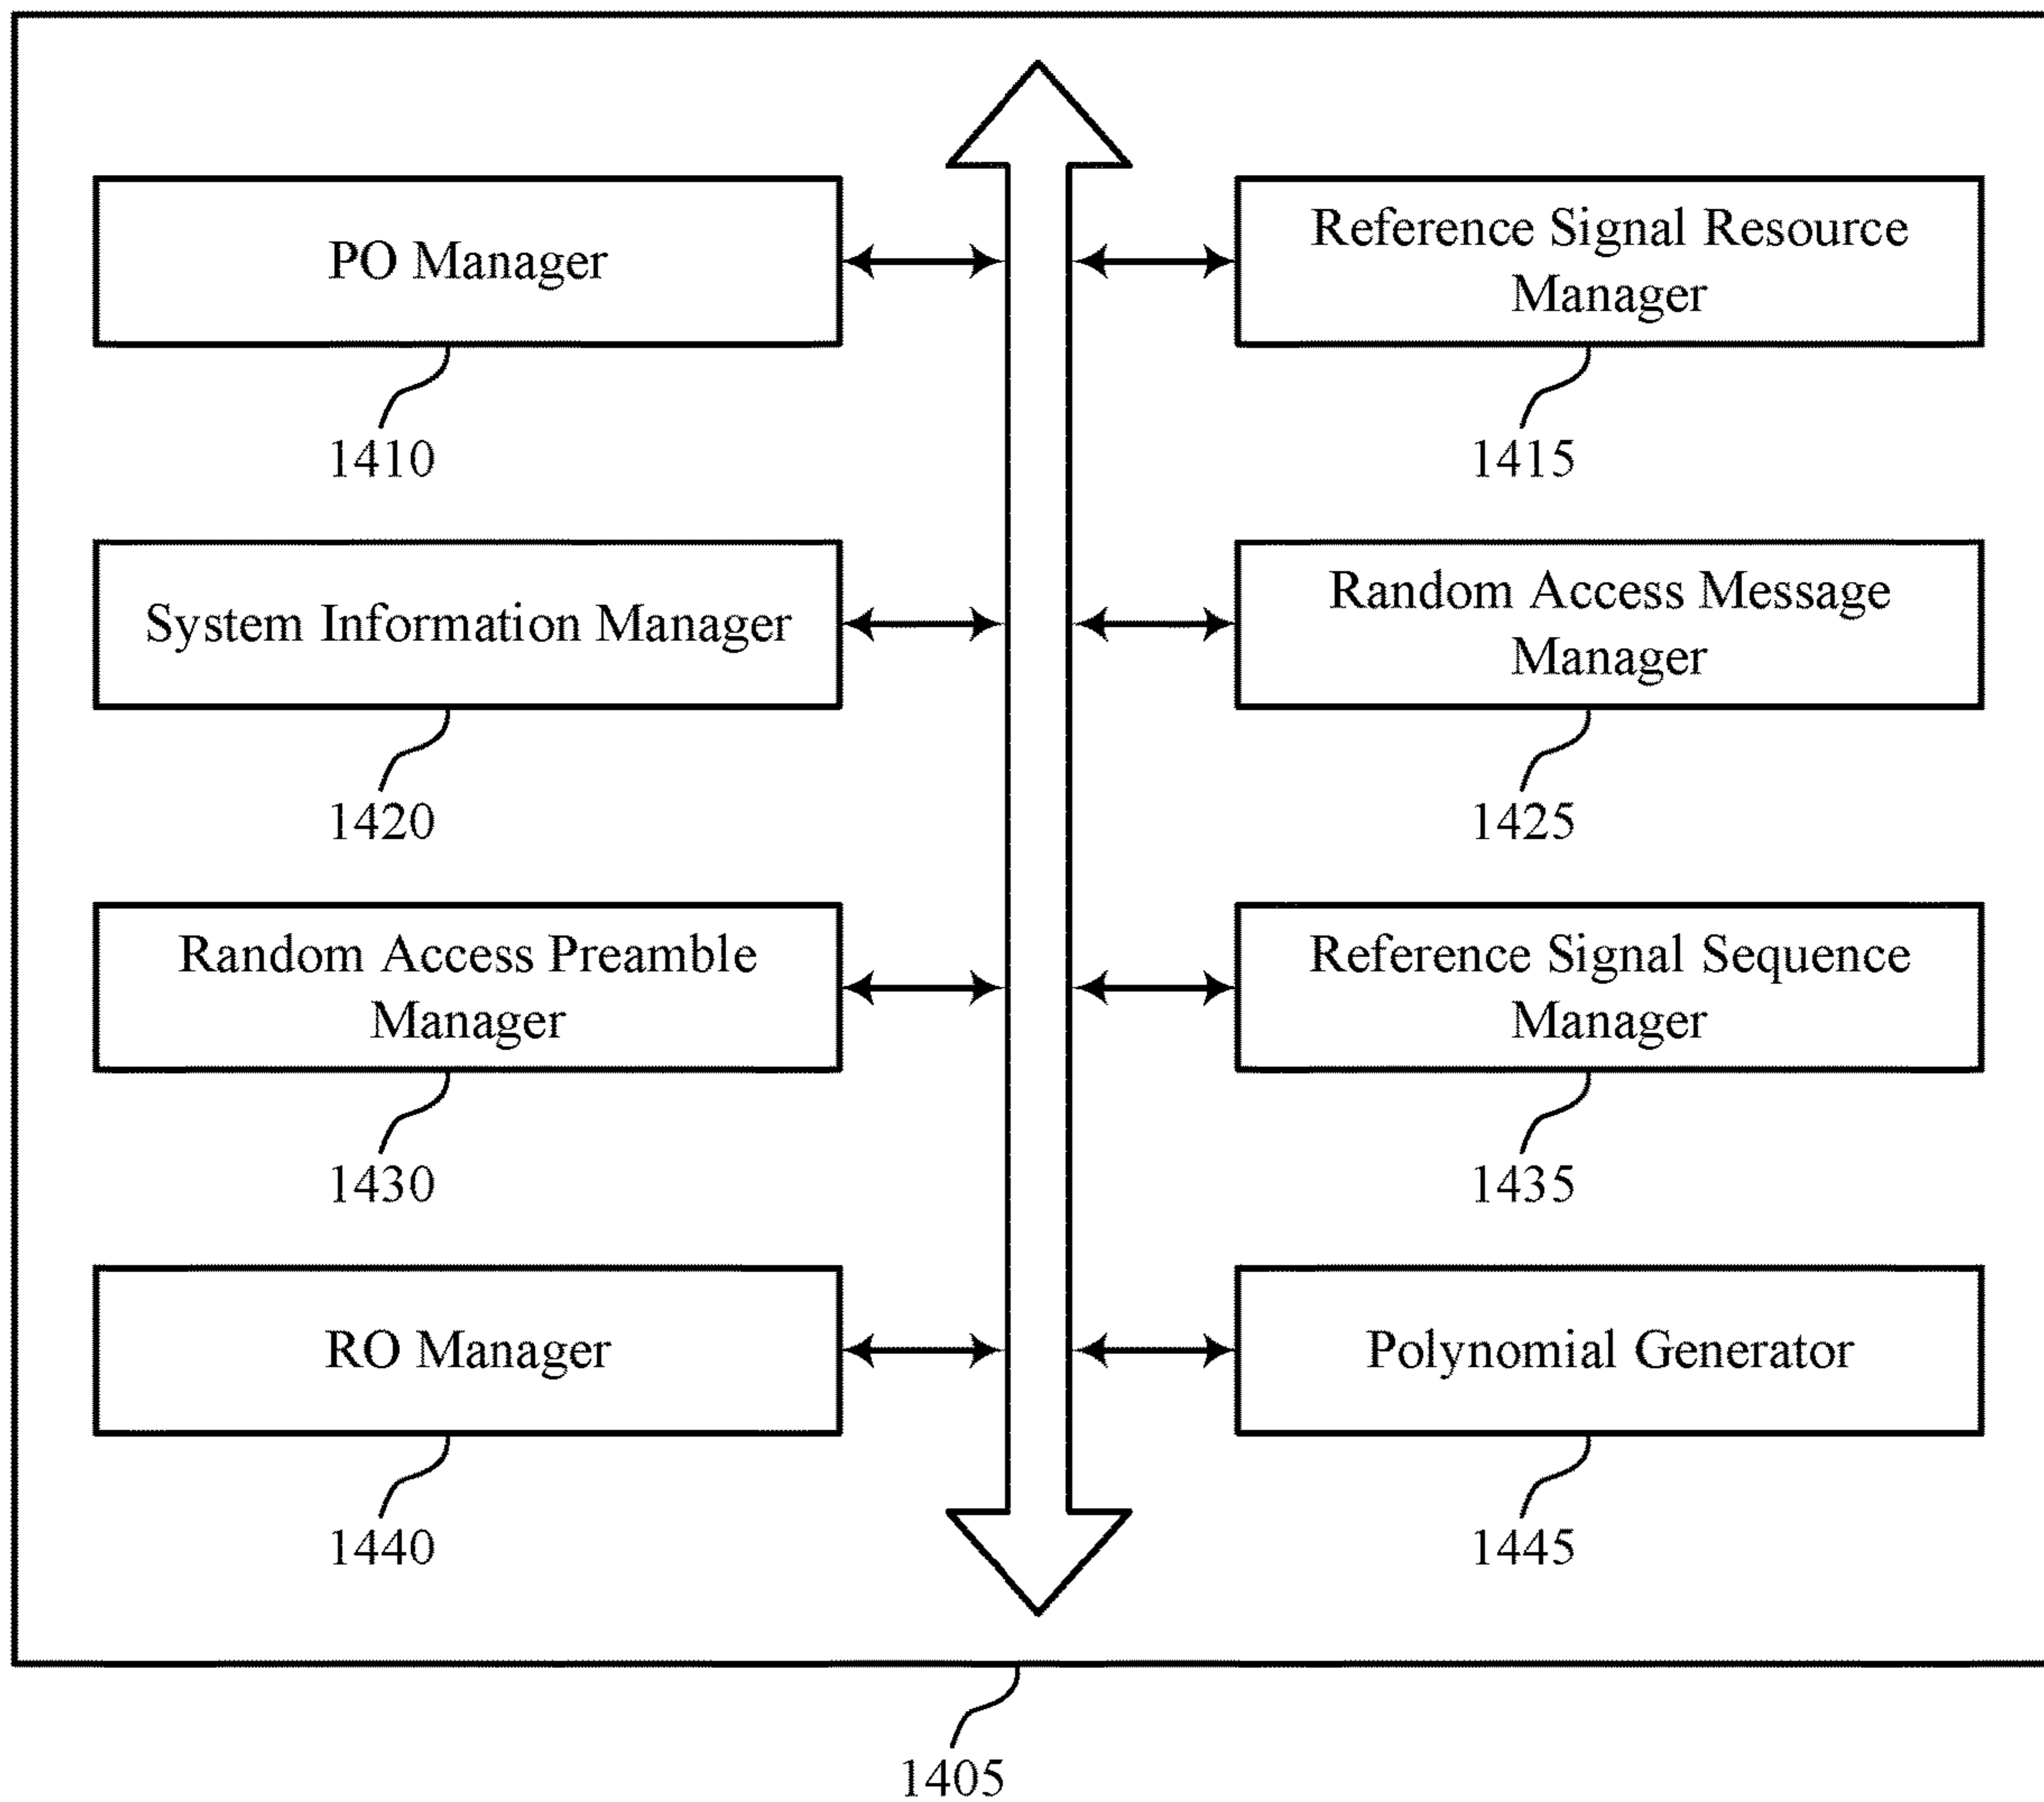 PO Manager
Reference Signal Resource
Manager
1410
1415
System Information Manager
Random Access Message
Manager
1420
1425
Random Access Preamble
Manager
Reference Signal Sequence
Manager
1430
1435
RO Manager
Polynomial Generator
1440
1445
1405